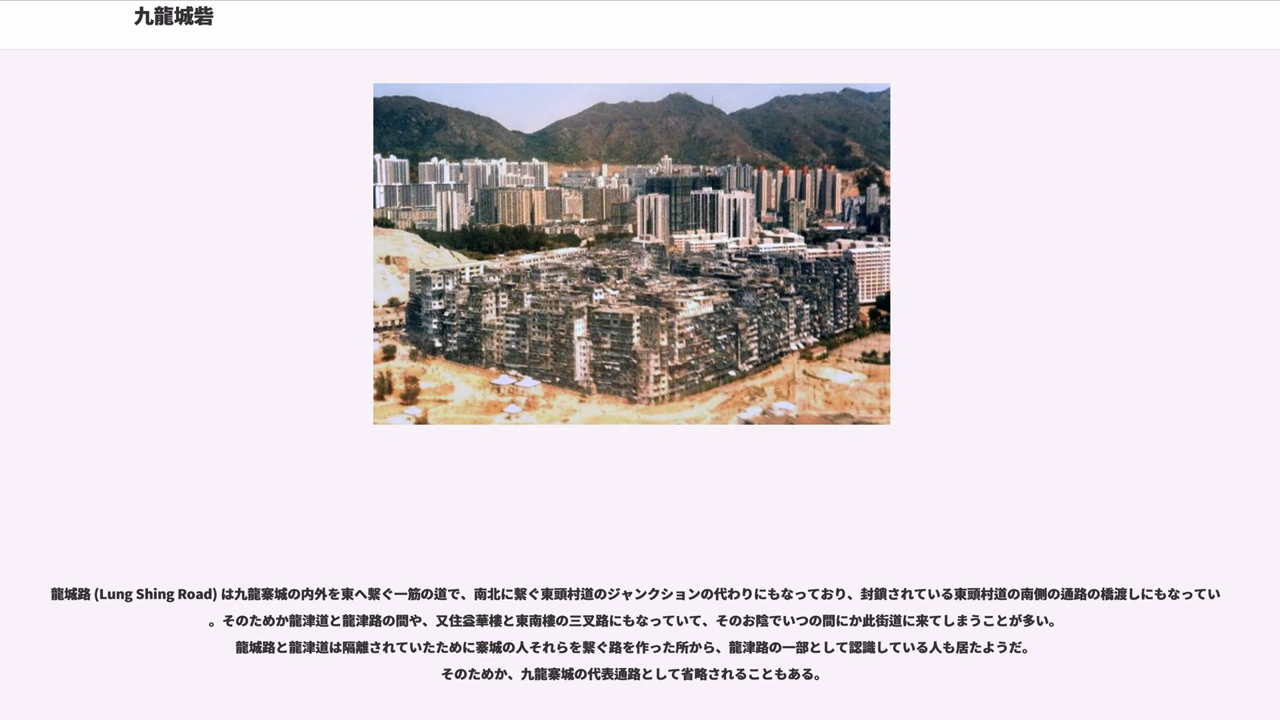 九龍城砦
龍城路 (Lung Shing Road) は九龍寨城の内外を東へ繋ぐ一筋の道で、南北に繋ぐ東頭村道のジャンクションの代わりにもなっており、封鎖されている東頭村道の南側の通路の橋渡しにもなってい
。そのためか龍津道と龍津路の間や、又住益華樓と東南樓の三叉路にもなっていて、そのお陰でいつの間にか此街道に来てしまうことが多い。
龍城路と龍津道は隔離されていたために寨城の人それらを繋ぐ路を作った所から、龍津路の一部として認識している人も居たようだ。
そのためか、九龍寨城の代表通路として省略されることもある。